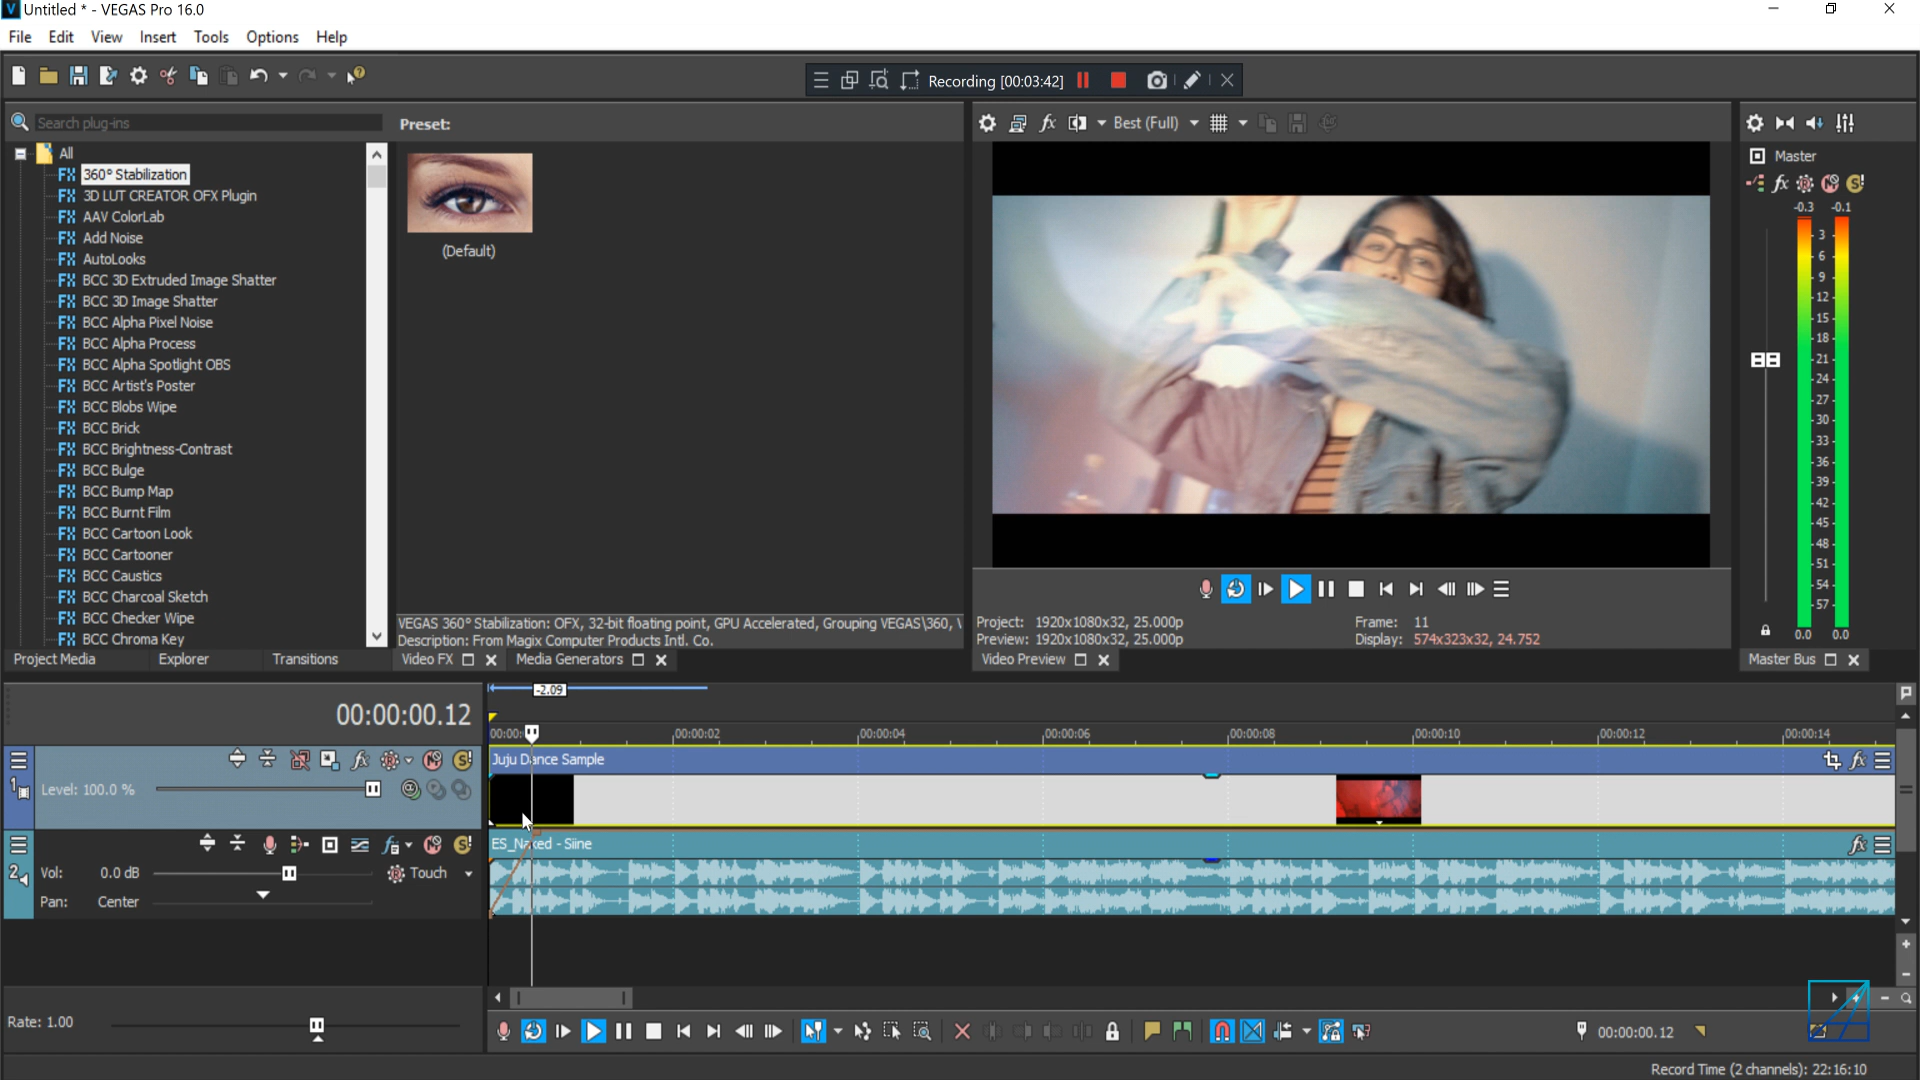 Untitled * - VEGAS Pro 16.0
File Edit View Insert Tools Options Help
Recording [00:03:42]
Search plug-ins
Preset:
Best (Full)
All
360° Stabilization
3D LUT CREATOR OFX Plugin
AAV ColorLab
Add Noise
AutoLooks
BCC 3D Extruded Image Shatter
BCC 3D Image Shatter
BCC Alpha Pixel Noise
BCC Alpha Process
BCC Alpha Spotlight OBS
BCC Artist's Poster
BCC Blobs Wipe
BCC Brick
BCC Brightness-Contrast
BCC Bulge
BCC Bump Map
BCC Burnt Film
BCC Cartoon Look
BCC Cartooner
BCC Caustics
BCC Charcoal Sketch
BCC Checker Wipe
BCC Chroma Key
(Default)
VEGAS 360° Stabilization: OFX, 32-bit floating point, GPU Accelerated, Grouping VEGAS\360,
Description: From Magix Computer Products Intl. Co.
Project Media Explorer Transitions Video FX Media Generators
Project: 1920x1080x32, 25.000p
Preview: 1920x1080x32, 25.000p
Frame: 11
Display: 574x323x32, 24.752
Video Preview
Master
-0.3 -0.1
3
6
9
12
15
18
21
24
27
30
33
36
39
42
45
48
51
54
57
0.0 0.0
Master Bus
-2.09
00:00:00.12
00:00: 00:00:02 00:00:04 00:00:06 00:00:08 00:00:10 00:00:12 00:00:14
1
Level: 100.0 %
Juju Dance Sample
2
Vol: 0.0 dB
Touch
Pan: Center
ES_Naked - Siine
Rate: 1.00
00:00:00.12
Record Time (2 channels): 22:16:10